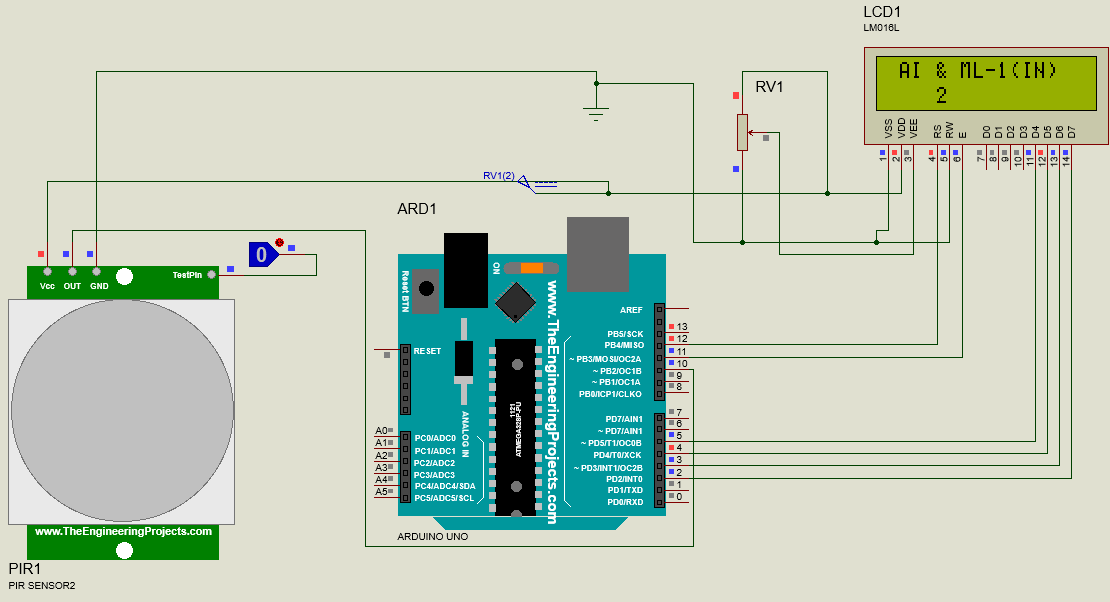 LCD1
LM016L
AI & ML-1(IN)
2
VSS
VDD
VEE
RS
RW
E
D0
D1
D2
D3
D4
D5
D6
D7
1
2
3
4
5
6
7
8
9
10
11
12
13
14
RV1
RV1(2)
ARD1
0
TestPin
Vcc OUT GND
www.TheEngineeringProjects.com
PIR1
PIR SENSOR2
Reset BTN
ON
www.TheEngineeringProjects.com
1121
ATMEGA328P-PU
ANALOG IN
RESET
A0 PC0/ADC0
A1 PC1/ADC1
A2 PC2/ADC2
A3 PC3/ADC3
A4 PC4/ADC4/SDA
A5 PC5/ADC5/SCL
AREF
PB5/SCK 13
PB4/MISO 12
~ PB3/MOSI/OC2A 11
~ PB2/OC1B 10
~ PB1/OC1A 9
PB0/ICP1/CLKO 8
PD7/AIN1 7
~ PD7/AIN1 6
~ PD5/T1/OC0B 5
PD4/T0/XCK 4
~ PD3/INT1/OC2B 3
PD2/INT0 2
PD1/TXD 1
PD0/RXD 0
ARDUINO UNO